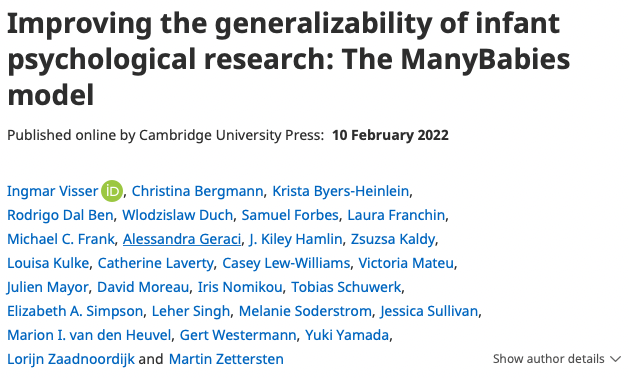 Improving the generalizability of infant
psychological research: The ManyBabies
model
Published online by Cambridge University Press: 10 February 2022
Ingmar Visser iD, Christina Bergmann, Krista Byers-Heinlein,
Rodrigo Dal Ben, Wlodzislaw Duch, Samuel Forbes, Laura Franchin,
Michael C. Frank, Alessandra Geraci, J. Kiley Hamlin, Zsuzsa Kaldy,
Louisa Kulke, Catherine Laverty, Casey Lew-Williams, Victoria Mateu,
Julien Mayor, David Moreau, Iris Nomikou, Tobias Schuwerk,
Elizabeth A. Simpson, Leher Singh, Melanie Soderstrom, Jessica Sullivan,
Marion I. van den Heuvel, Gert Westermann, Yuki Yamada,
Lorijn Zaadnoordijk and Martin Zettersten Show author details